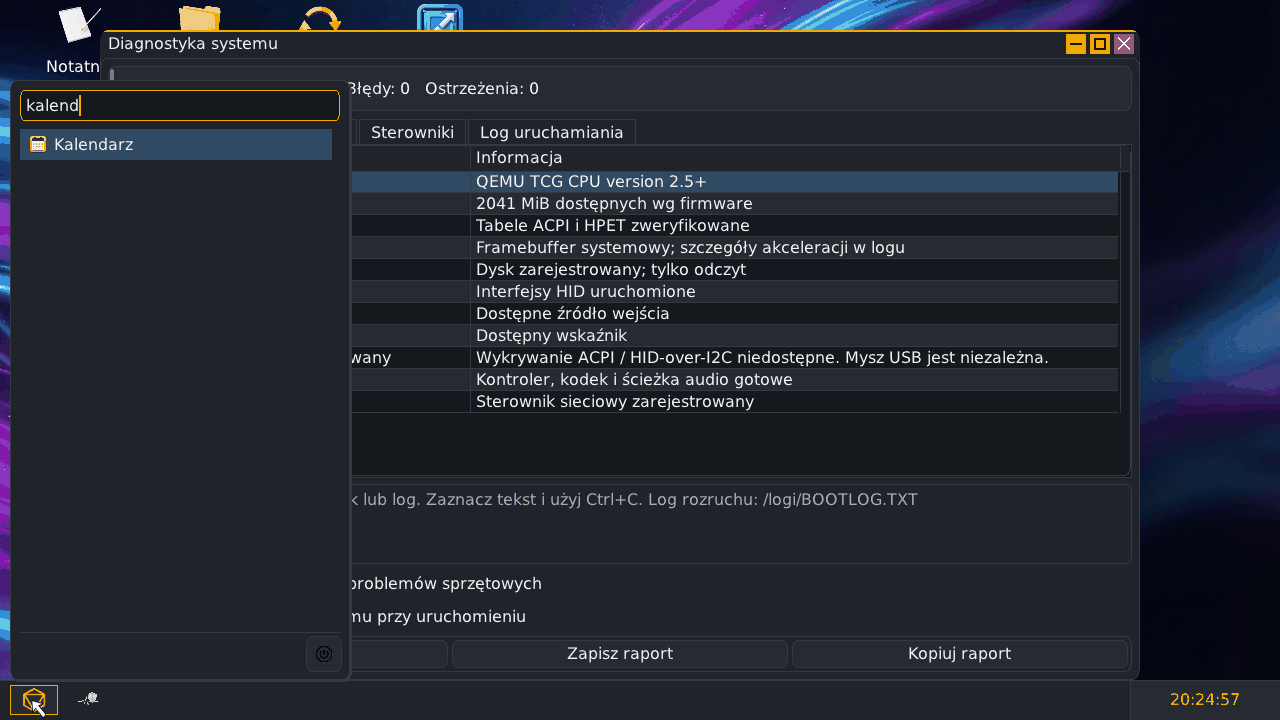 Notatn
Diagnostyka systemu
Błędy: 0 Ostrzeżenia: 0
kalend
Kalendarz
Sterowniki Log uruchamiania
Informacja
QEMU TCG CPU version 2.5+
2041 MiB dostępnych wg firmware
Tabele ACPI i HPET zweryfikowane
Framebuffer systemowy; szczegóły akceleracji w logu
Dysk zarejestrowany; tylko odczyt
Interfejsy HID uruchomione
Dostępne źródło wejścia
Dostępny wskaźnik
wany Wykrywanie ACPI / HID-over-I2C niedostępne. Mysz USB jest niezależna.
Kontroler, kodek i ścieżka audio gotowe
Sterownik sieciowy zarejestrowany
k lub log. Zaznacz tekst i użyj Ctrl+C. Log rozruchu: /logi/BOOTLOG.TXT
problemów sprzętowych
mu przy uruchomieniu
Zapisz raport Kopiuj raport
20:24:57